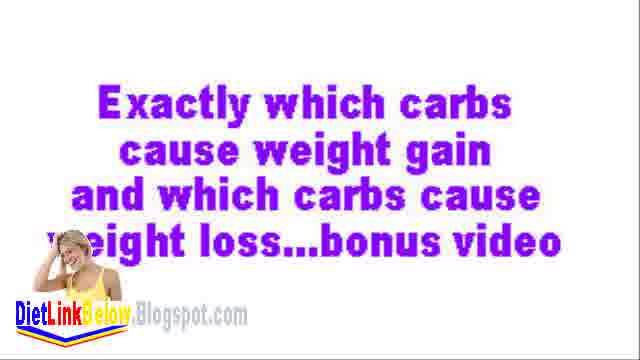 Exactly which carbs
cause weight gain
and which carbs cause
weight loss...bonus video
DietLinkBelow.Blogspot.com